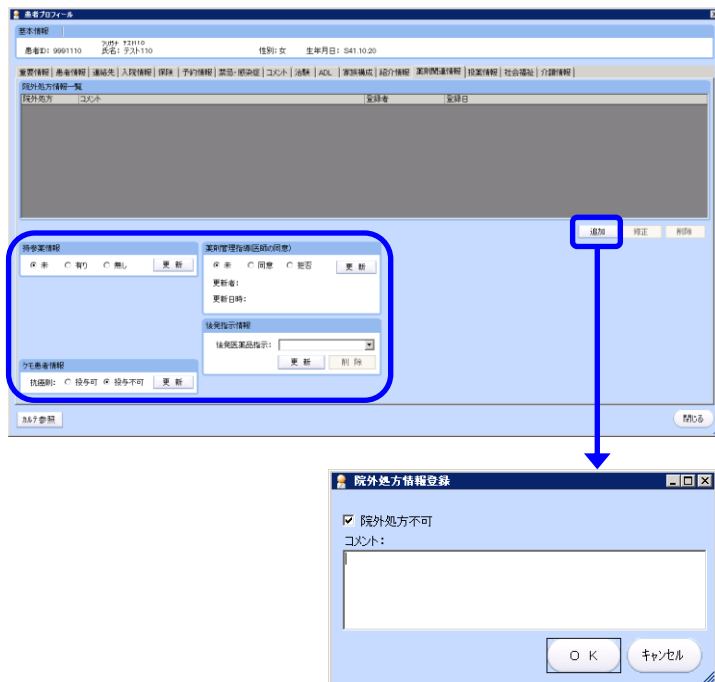 患者プロフィール
基本情報
フリガナ テスト110
患者ID: 9991110 氏名: テスト110 性別: 女 生年月日: S41.10.20
重要情報 患者情報 連絡先 入院情報 保険 予約情報 禁忌・感染症 コメント 治験 ADL 家族構成 紹介情報 薬剤関連情報 投薬情報 社会福祉 介護情報
院外処方情報一覧
院外処方 コメント 登録者 登録日
追加 修正 削除
持参薬情報
未 有り 無し 更 新
薬剤管理指導(医師の同意)
未 同意 拒否 更 新
更新者:
更新日時:
後発指示情報
後発医薬品指示:
更 新 削 除
ケモ患者情報
抗癌剤: 投与可 投与不可 更 新
カルテ参照 閉じる
院外処方情報登録
院外処方不可
コメント:
O K キャンセル